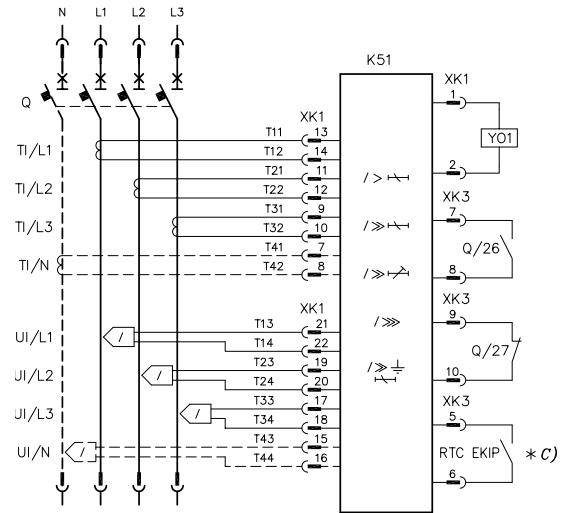 N L1 L2 L3
K51
Q
XK1
1
Y01
2
XK1
TI/L1
T11 13
T12 14
TI/L2
T21 11
T22 12
TI/L3
T31 9
T32 10
TI/N
T41 7
T42 8
/>
/≫
/≫
/⋙
/≫
XK3
7
Q/26
8
XK3
9
Q/27
10
XK3
5
RTC EKIP *C)
6
XK1
UI/L1
/
T13 21
T14 22
UI/L2
/
T23 19
T24 20
UI/L3
/
T33 17
T34 18
UI/N
/
T43 15
T44 16